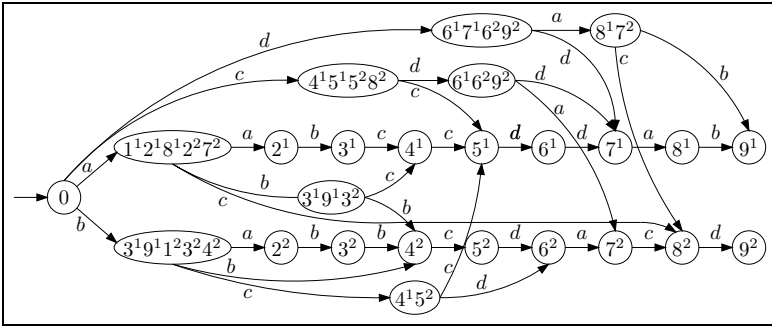 a
6¹7¹6²9² 8¹7²
d
d c
c d
4¹5¹5²8² 6¹6²9² d b
c a
1¹2¹8¹2²7² a 2¹ b 3¹ c 4¹ c 5¹ d 6¹ d 7¹ a 8¹ b 9¹
a
b c
0 3¹9¹3²
c b
b
3¹9¹1²3²4² a 2² b 3² b 4² c 5² d 6² a 7² c 8² d 9²
b c
c 4¹5² d